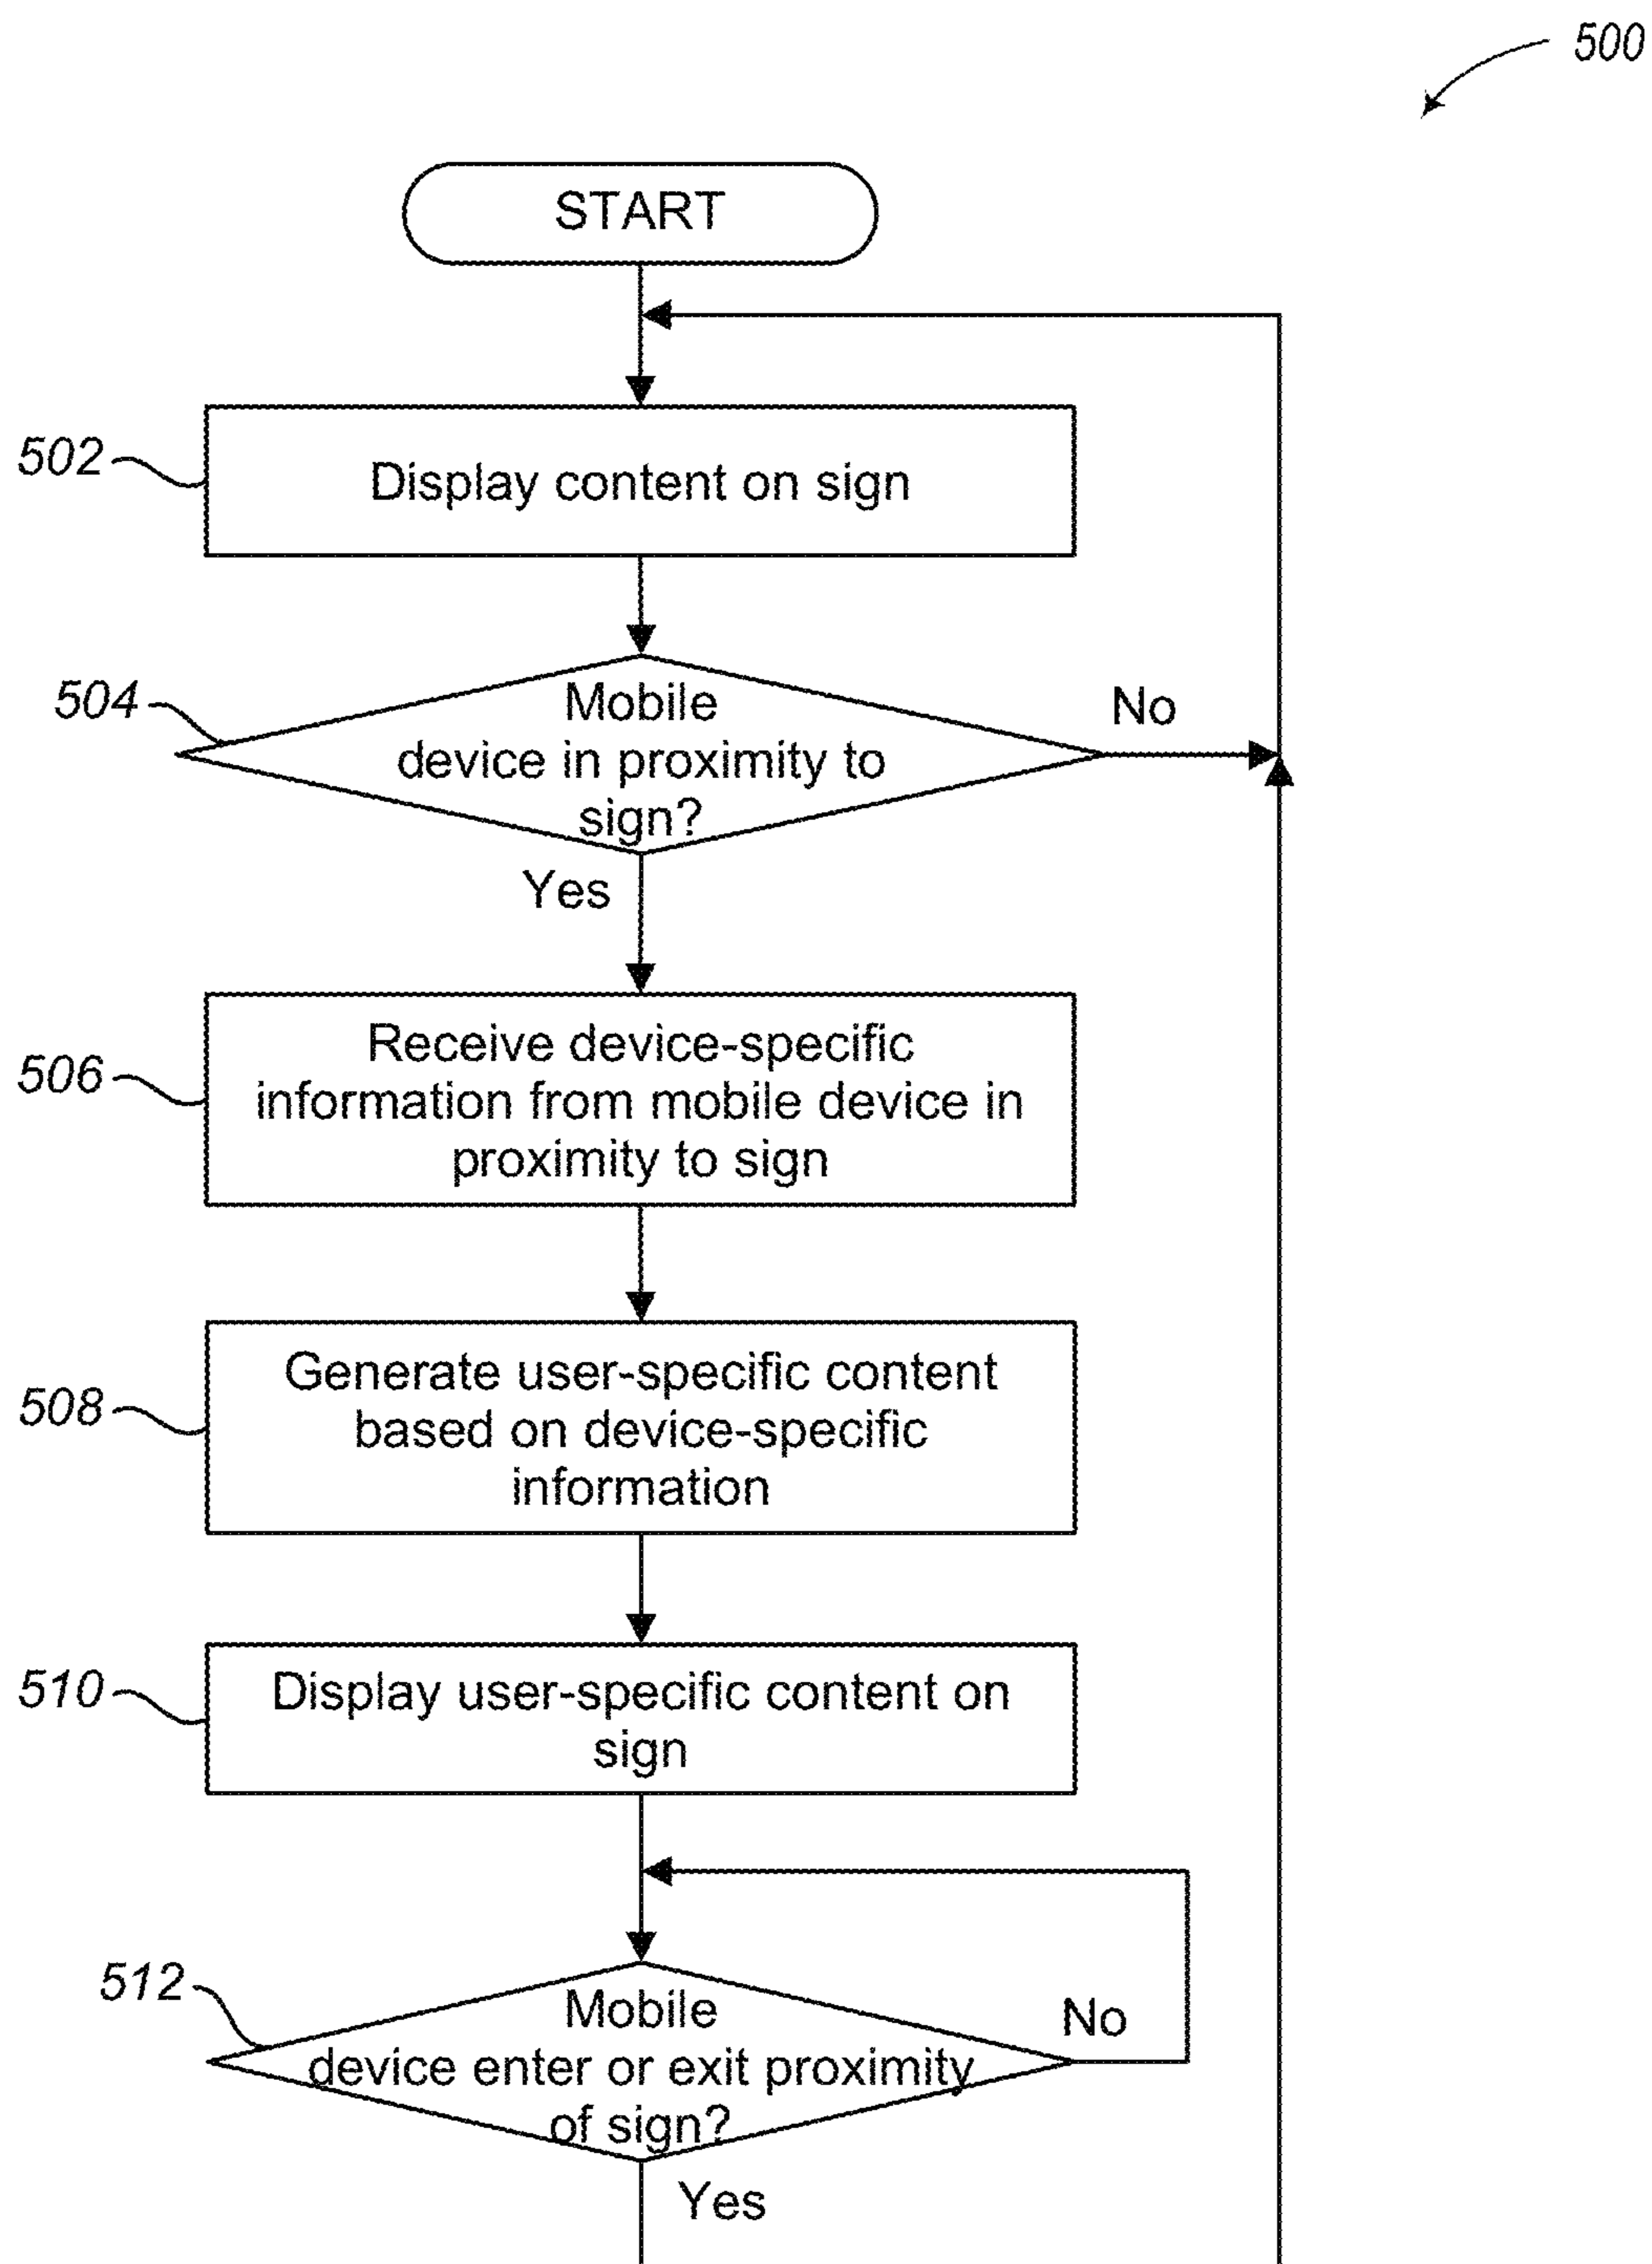 500
START
502
Display content on sign
504
Mobile
device in proximity to
sign?
No
Yes
506
Receive device-specific
information from mobile device in
proximity to sign
508
Generate user-specific content
based on device-specific
information
510
Display user-specific content on
sign
512
Mobile
device enter or exit proximity
of sign?
No
Yes